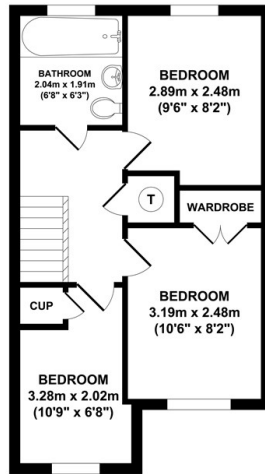 BATHROOM
2.04m x 1.91m
(6'8" x 6'3")
BEDROOM
2.89m x 2.48m
(9'6" x 8'2")
T
WARDROBE
CUP
BEDROOM
3.19m x 2.48m
(10'6" x 8'2")
BEDROOM
3.28m x 2.02m
(10'9" x 6'8")